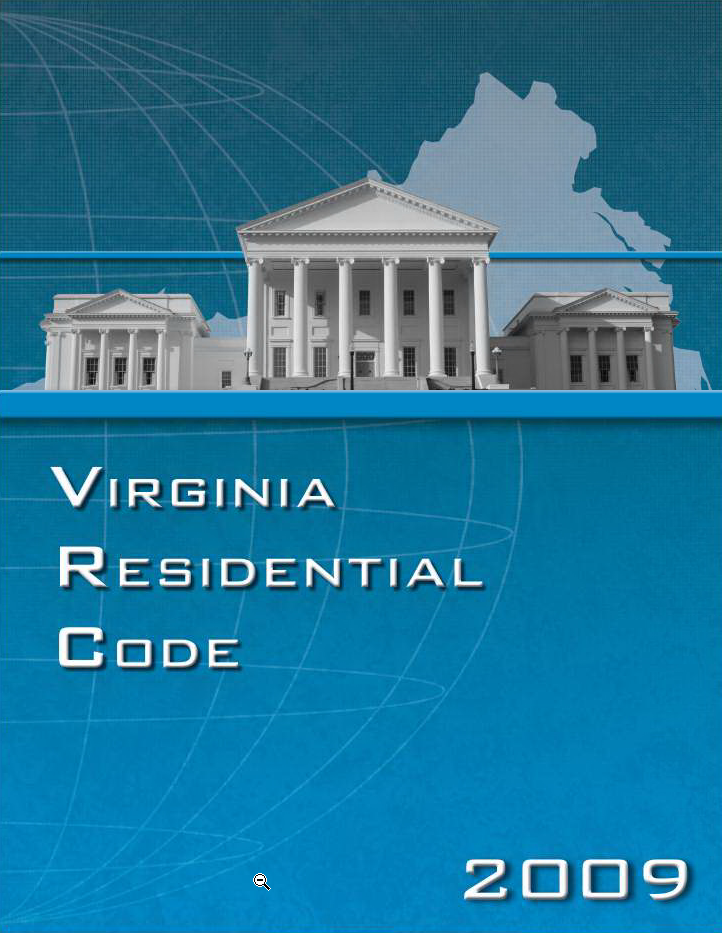 VIRGINIA
RESIDENTIAL
CODE
2009